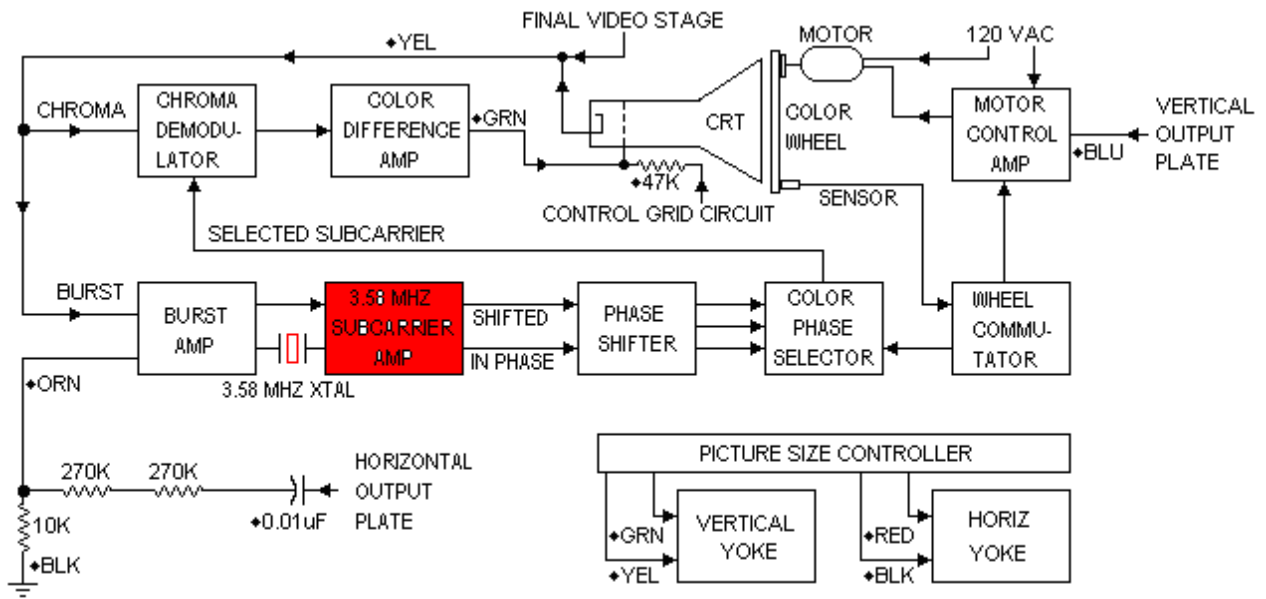 FINAL VIDEO STAGE
◆YEL
MOTOR
120 VAC
CHROMA
CHROMA
DEMODU-
LATOR
COLOR
DIFFERENCE
AMP
◆GRN
CRT
COLOR
WHEEL
MOTOR
CONTROL
AMP
VERTICAL
OUTPUT
PLATE
◆BLU
◆47K
CONTROL GRID CIRCUIT
SENSOR
SELECTED SUBCARRIER
BURST
BURST
AMP
3.58 MHZ
SUBCARRIER
AMP
SHIFTED
IN PHASE
PHASE
SHIFTER
COLOR
PHASE
SELECTOR
WHEEL
COMMU-
TATOR
◆ORN
3.58 MHZ XTAL
270K
270K
HORIZONTAL
OUTPUT
PLATE
◆0.01uF
10K
◆BLK
PICTURE SIZE CONTROLLER
◆GRN
◆YEL
VERTICAL
YOKE
◆RED
◆BLK
HORIZ
YOKE